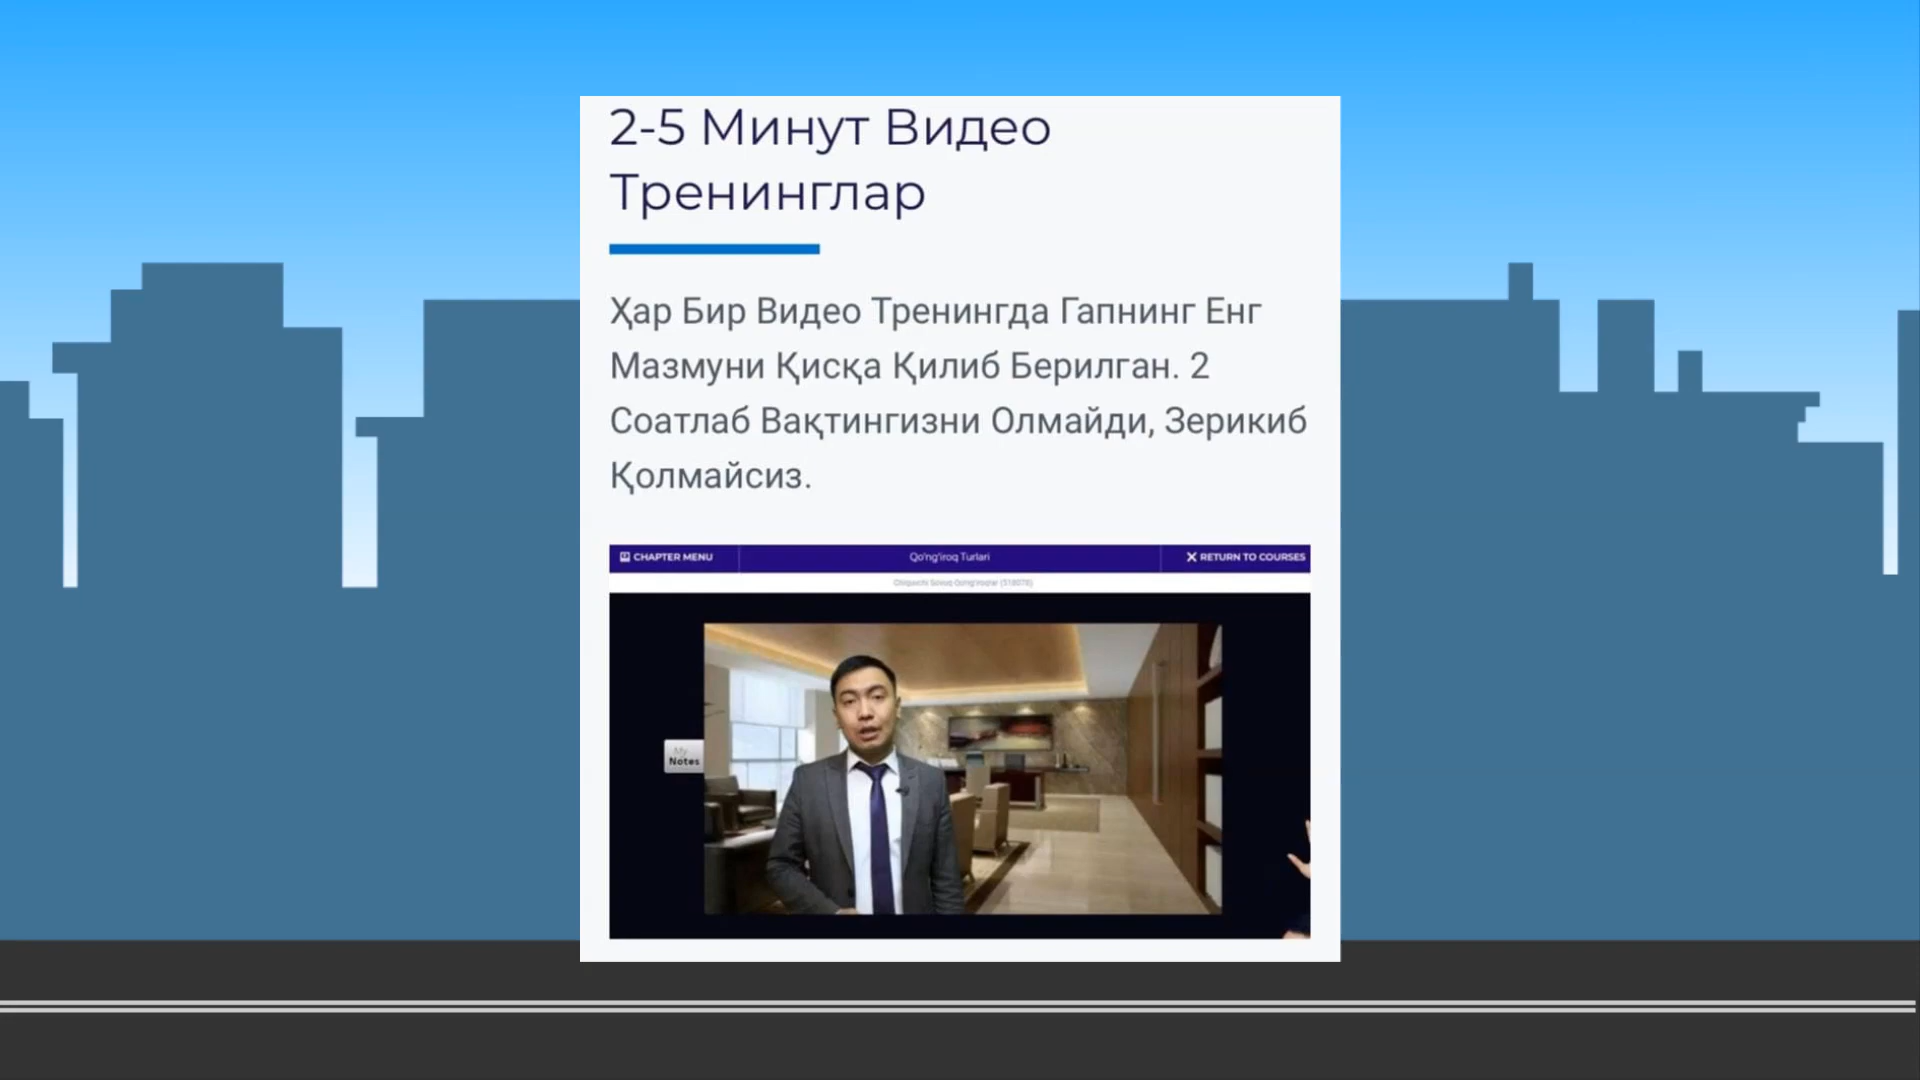 2-5 Минут Видео
Тренинглар
Ҳар Бир Видео Тренингда Гапнинг Енг
Мазмуни Қисқа Қилиб Берилган. 2
Соатлаб Вақтингизни Олмайди, Зерикиб
Қолмайсиз.
CHAPTER MENU
Qo'ng'iroq Turlari
RETURN TO COURSES
My
Notes